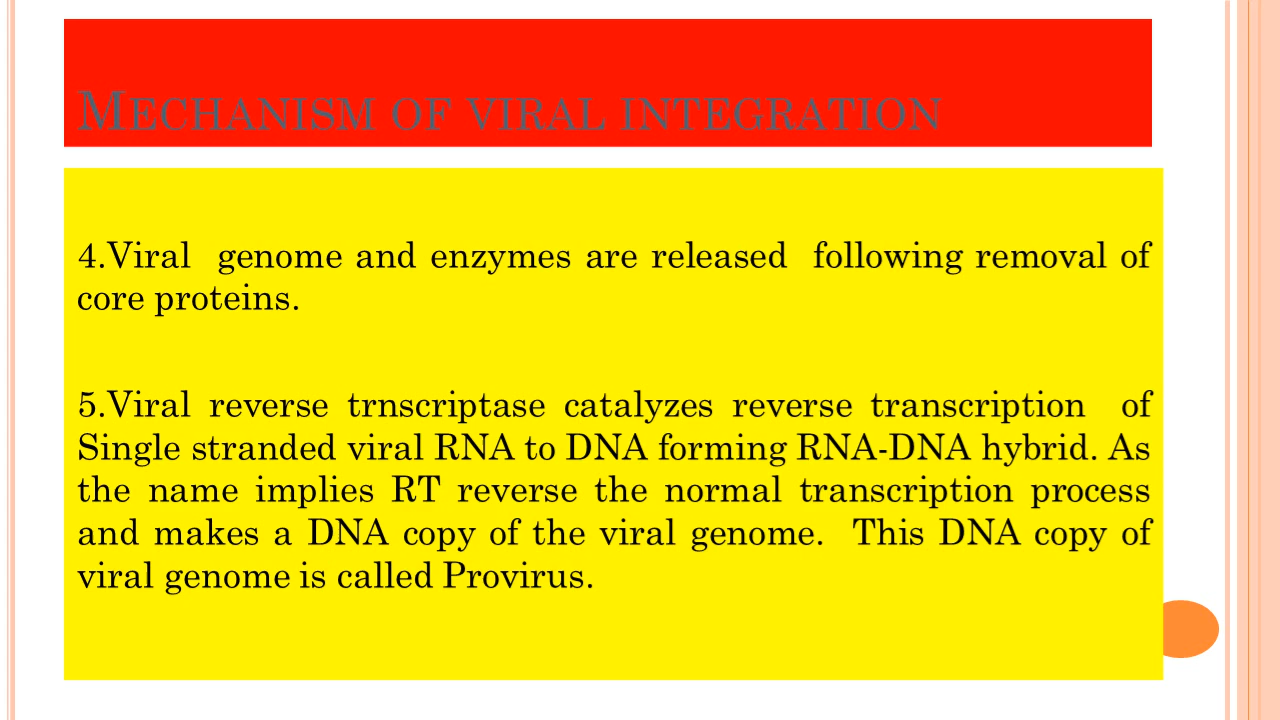 MECHANISM OF VIRAL INTEGRATION
4.Viral genome and enzymes are released following removal of
core proteins.
5.Viral reverse trnscriptase catalyzes reverse transcription of
Single stranded viral RNA to DNA forming RNA-DNA hybrid. As
the name implies RT reverse the normal transcription process
and makes a DNA copy of the viral genome. This DNA copy of
viral genome is called Provirus.